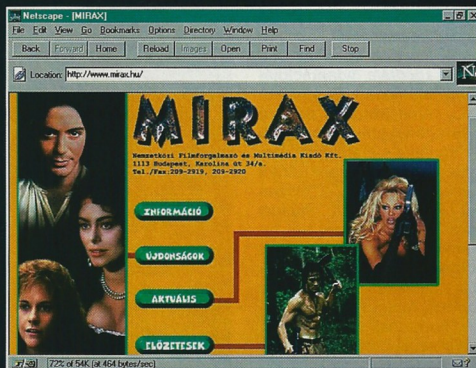 Netscape - [MIRAX]
File Edit View Go Bookmarks Options Directory Window Help
Back Forward Home Reload Images Open Print Find Stop
Location: http://www.mirax.hu/
N
MIRAX
Nemzetközi Filmforgalmazó és Multimédia Kiadó Kft.
1113 Budapest, Karolina út 34/a.
Tel./Fax:209-2919, 209-2920
INFORMÁCIÓ
ÚJDONSÁGOK
AKTUÁLIS
ELŐZETESEK
72% of 54K (at 464 bytes/sec)